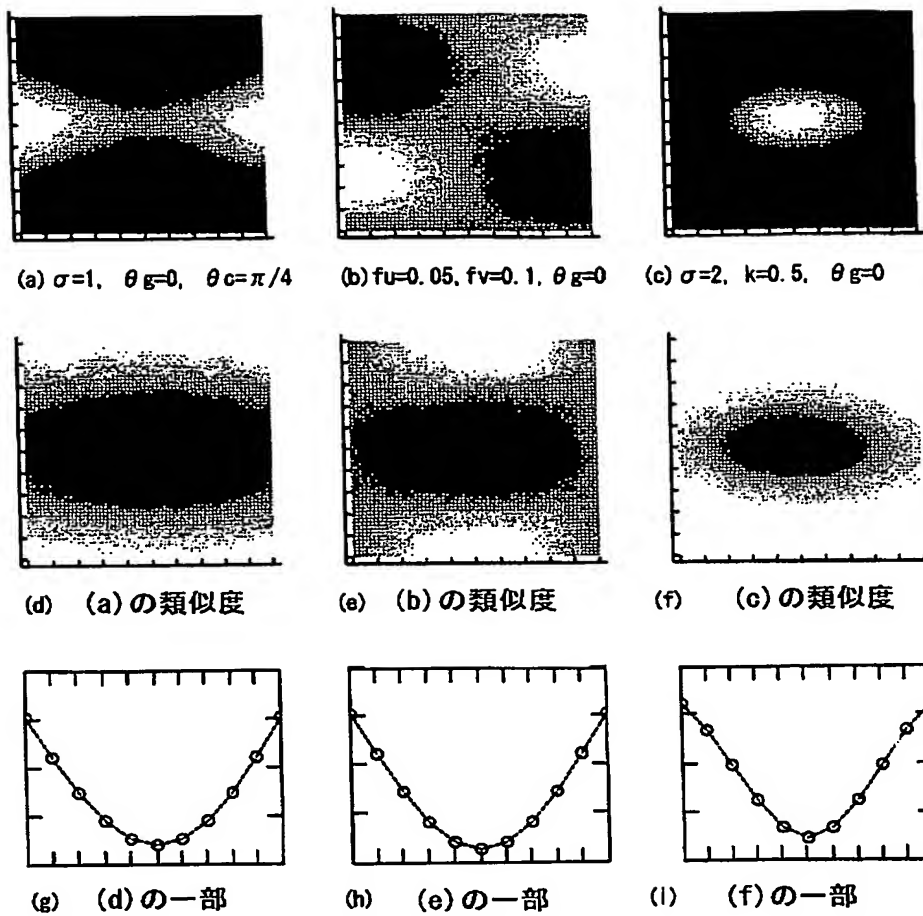 (a) σ=1, θg=0, θc=π/4
(b) fu=0.05, fv=0.1, θg=0
(c) σ=2, k=0.5, θg=0
(d) (a)の類似度
(e) (b)の類似度
(f) (c)の類似度
(g) (d)の一部
(h) (e)の一部
(i) (f)の一部